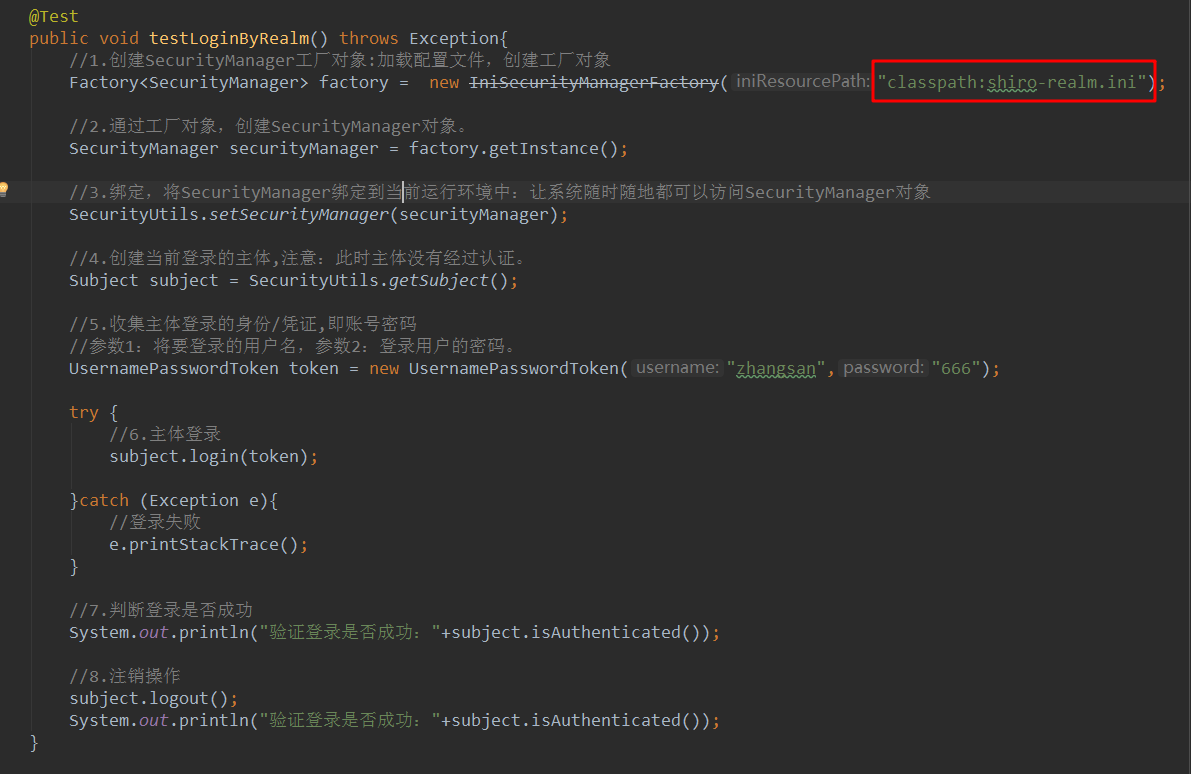 @Test
public void testLoginByRealm() throws Exception{
//1.创建SecurityManager工厂对象:加载配置文件，创建工厂对象
Factory<SecurityManager> factory =  new IniSecurityManagerFactory( iniResourcePath: "classpath:shiro-realm.ini");
//2.通过工厂对象，创建SecurityManager对象。
SecurityManager securityManager = factory.getInstance();
//3.绑定，将SecurityManager绑定到当前运行环境中：让系统随时随地都可以访问SecurityManager对象
SecurityUtils.setSecurityManager(securityManager);
//4.创建当前登录的主体,注意：此时主体没有经过认证。
Subject subject = SecurityUtils.getSubject();
//5.收集主体登录的身份/凭证,即账号密码
//参数1：将要登录的用户名，参数2：登录用户的密码。
UsernamePasswordToken token = new UsernamePasswordToken( username: "zhangsan", password: "666");
try {
//6.主体登录
subject.login(token);
}catch (Exception e){
//登录失败
e.printStackTrace();
}
//7.判断登录是否成功
System.out.println("验证登录是否成功："+subject.isAuthenticated());
//8.注销操作
subject.logout();
System.out.println("验证登录是否成功："+subject.isAuthenticated());
}